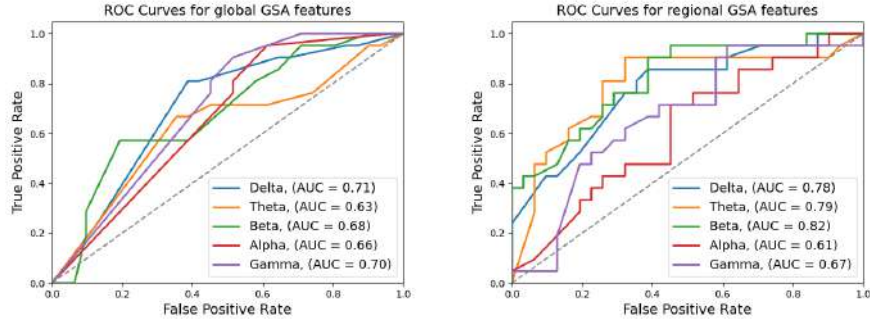 ROC Curves for global GSA features
1.0
0.8
0.6
0.4
0.2
0.0
True Positive Rate
Delta, (AUC = 0.71)
Theta, (AUC = 0.63)
Beta, (AUC = 0.68)
Alpha, (AUC = 0.66)
Gamma, (AUC = 0.70)
0.0 0.2 0.4 0.6 0.8 1.0
False Positive Rate
ROC Curves for regional GSA features
1.0
0.8
0.6
0.4
0.2
0.0
True Positive Rate
Delta, (AUC = 0.78)
Theta, (AUC = 0.79)
Beta, (AUC = 0.82)
Alpha, (AUC = 0.61)
Gamma, (AUC = 0.67)
0.0 0.2 0.4 0.6 0.8 1.0
False Positive Rate